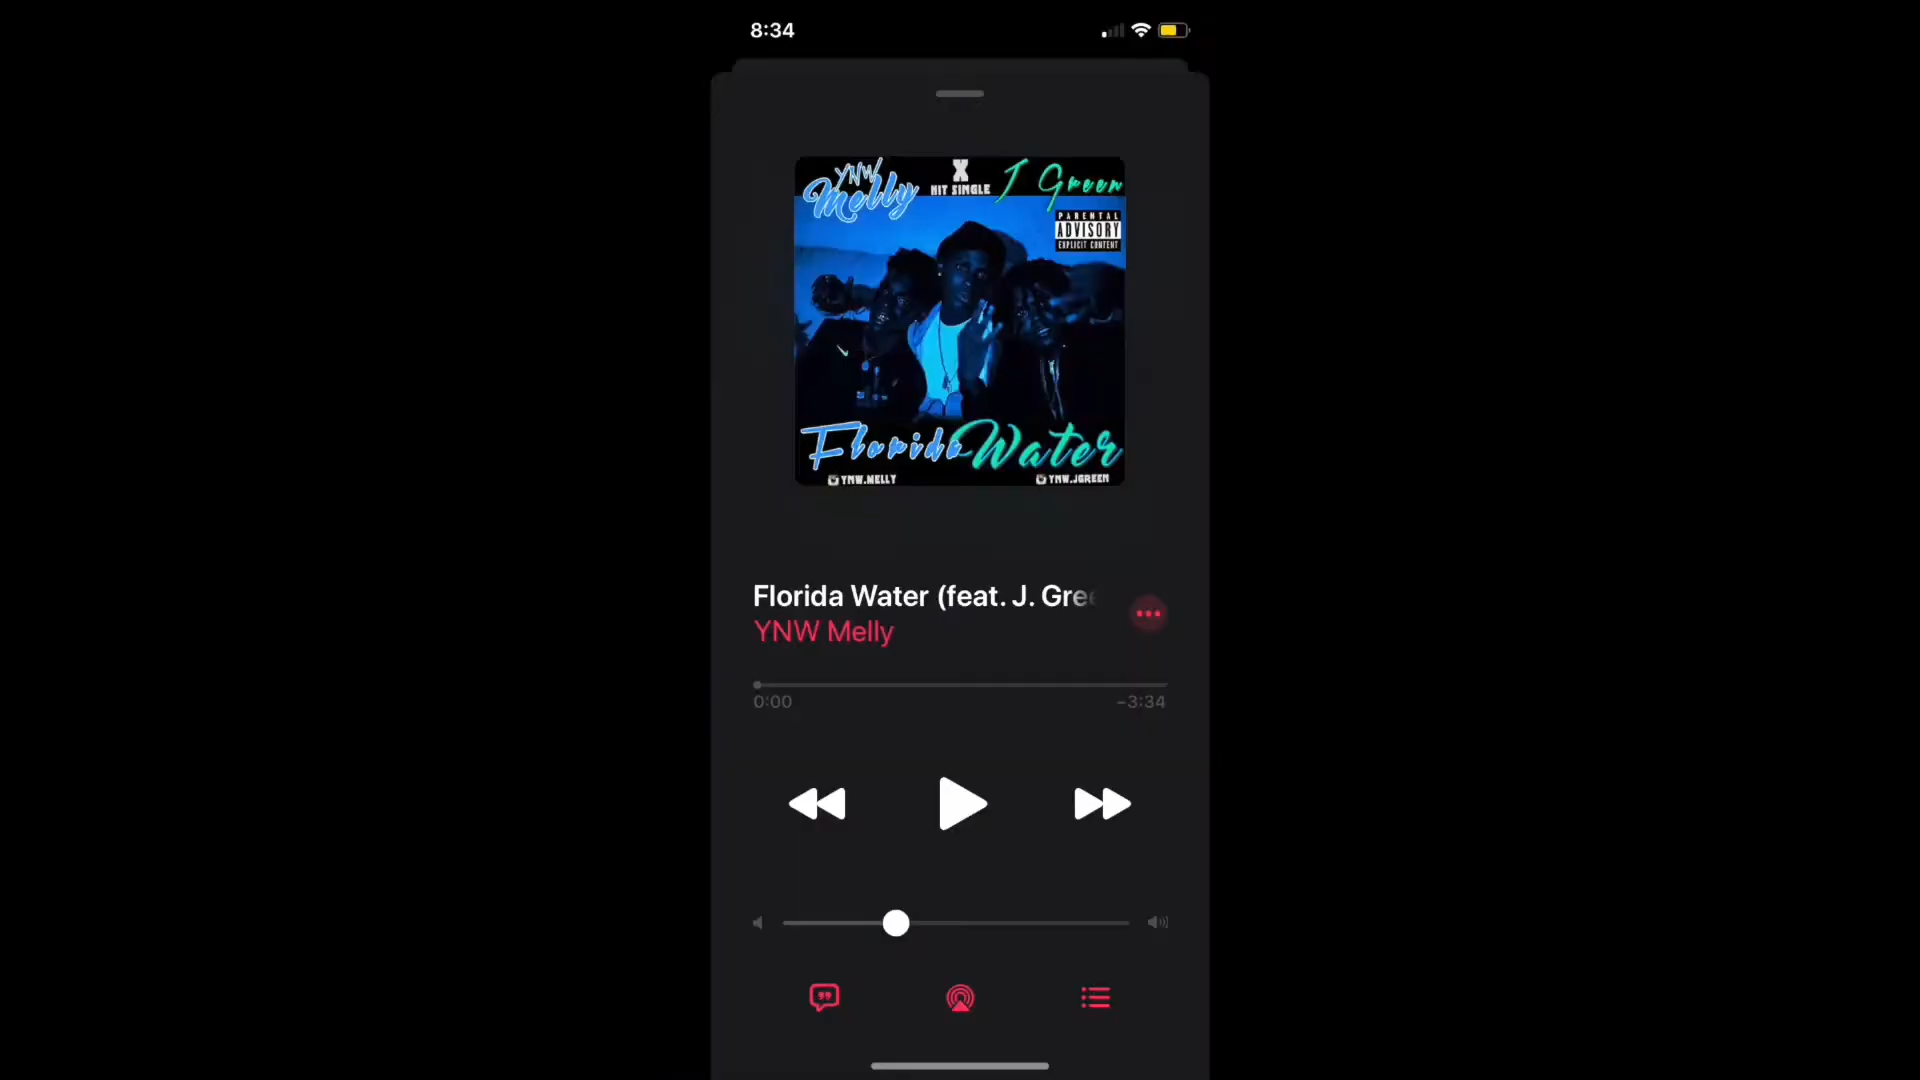 8:34
YNW
Melly
X
HIT SINGLE
J Green
PARENTAL
ADVISORY
EXPLICIT CONTENT
Florida Water
YNW.MELLY
YNW.JGREEN
Florida Water (feat. J. Gree
YNW Melly
0:00
-3:34